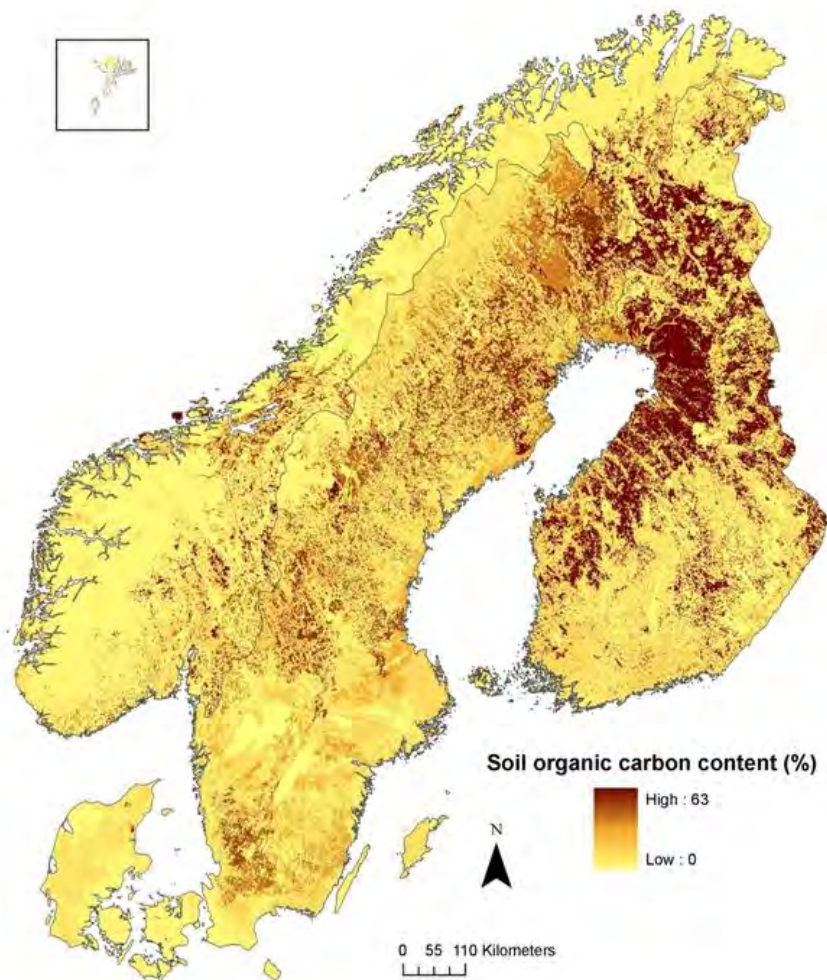 Soil organic carbon content (%)
High : 63
Low : 0
N
0 55 110 Kilometers